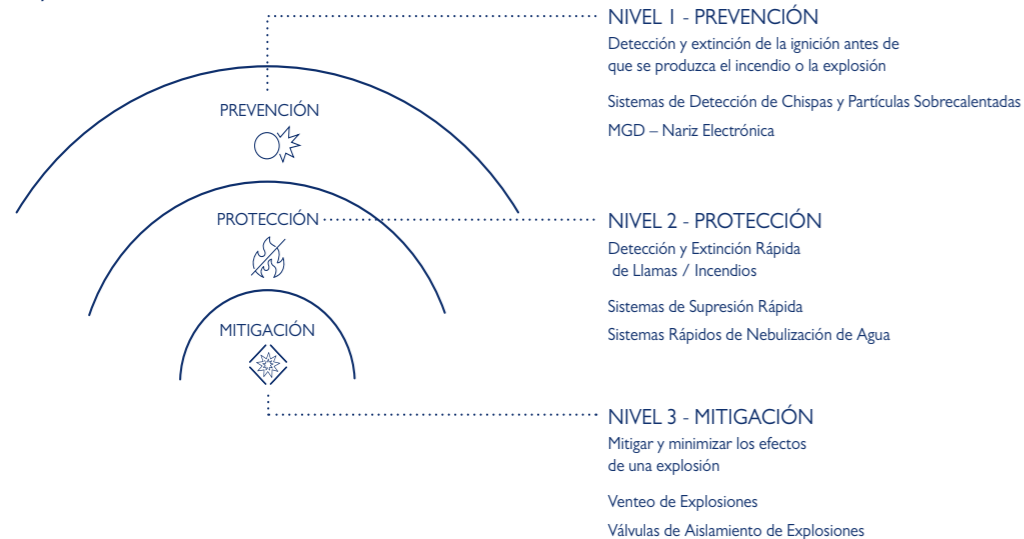 NIVEL 1 - PREVENCIÓN
Detección y extinción de la ignición antes de
que se produzca el incendio o la explosión
Sistemas de Detección de Chispas y Partículas Sobrecalentadas
MGD – Nariz Electrónica
PREVENCIÓN
PROTECCIÓN
NIVEL 2 - PROTECCIÓN
Detección y Extinción Rápida
de Llamas / Incendios
Sistemas de Supresión Rápida
Sistemas Rápidos de Nebulización de Agua
MITIGACIÓN
NIVEL 3 - MITIGACIÓN
Mitigar y minimizar los efectos
de una explosión
Venteo de Explosiones
Válvulas de Aislamiento de Explosiones